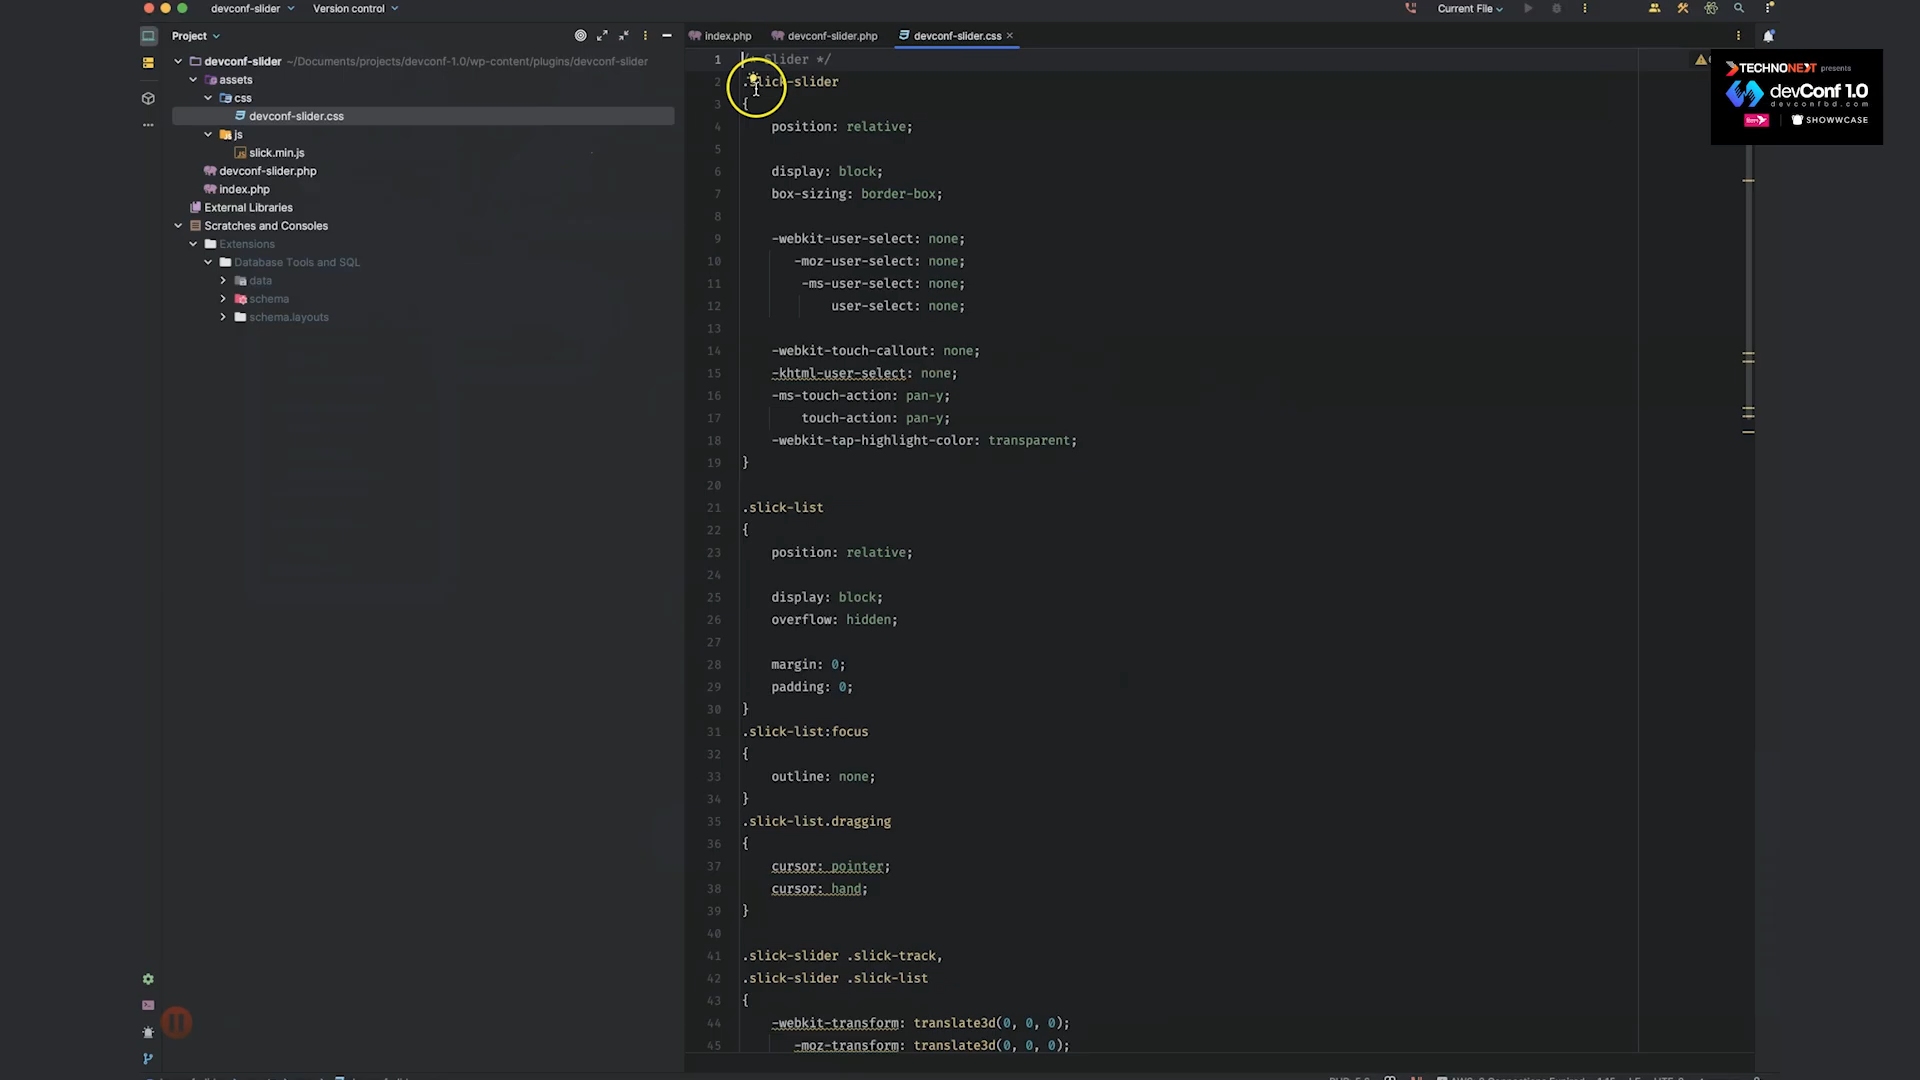 devconf-slider
Version control
Current File
Project
index.php
devconf-slider.php
devconf-slider.css
devconf-slider ~/Documents/projects/devconf-1.0/wp-content/plugins/devconf-slider
assets
css
devconf-slider.css
js
slick.min.js
devconf-slider.php
index.php
External Libraries
Scratches and Consoles
Extensions
Database Tools and SQL
data
schema
schema.layouts
1 Slider */
2 .slick-slider
3 {
4 position: relative;
5
6 display: block;
7 box-sizing: border-box;
8
9 -webkit-user-select: none;
10 -moz-user-select: none;
11 -ms-user-select: none;
12 user-select: none;
13
14 -webkit-touch-callout: none;
15 -khtml-user-select: none;
16 -ms-touch-action: pan-y;
17 touch-action: pan-y;
18 -webkit-tap-highlight-color: transparent;
19 }
20
21 .slick-list
22 {
23 position: relative;
24
25 display: block;
26 overflow: hidden;
27
28 margin: 0;
29 padding: 0;
30 }
31 .slick-list:focus
32 {
33 outline: none;
34 }
35 .slick-list.dragging
36 {
37 cursor: pointer;
38 cursor: hand;
39 }
40
41 .slick-slider .slick-track,
42 .slick-slider .slick-list
43 {
44 -webkit-transform: translate3d(0, 0, 0);
45 -moz-transform: translate3d(0, 0, 0);
TECHNONEXT presents
devConf 1.0
devconfbd.com
SHOWWCASE